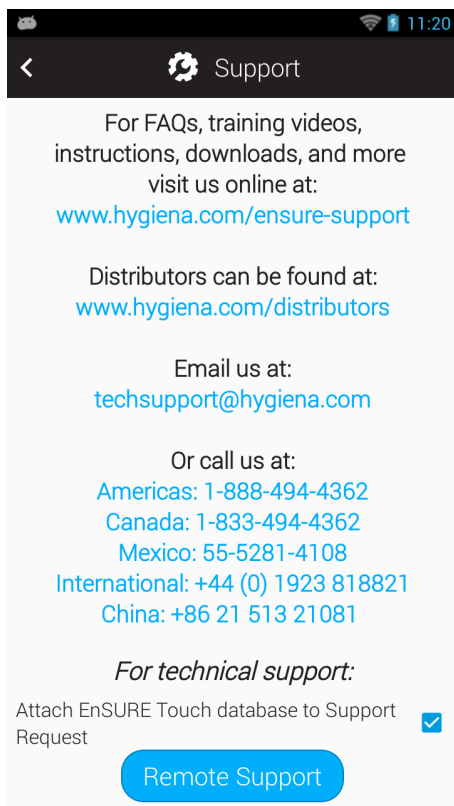 11:20
Support
For FAQs, training videos,
instructions, downloads, and more
visit us online at:
www.hygiena.com/ensure-support
Distributors can be found at:
www.hygiena.com/distributors
Email us at:
techsupport@hygiena.com
Or call us at:
Americas: 1-888-494-4362
Canada: 1-833-494-4362
Mexico: 55-5281-4108
International: +44 (0) 1923 818821
China: +86 21 513 21081
For technical support:
Attach EnSURE Touch database to Support
Request
Remote Support